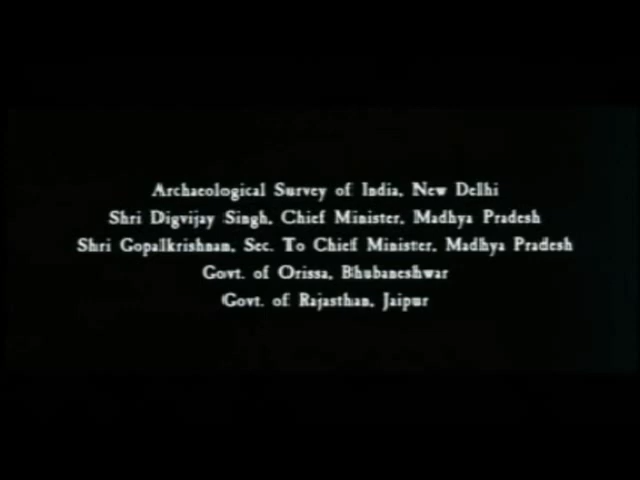 Archaeological Survey of India, New Delhi
Shri Digvijay Singh, Chief Minister, Madhya Pradesh
Shri Gopalkrishnan, Sec. To Chief Minister, Madhya Pradesh
Govt. of Orissa, Bhubaneshwar
Govt. of Rajasthan, Jaipur